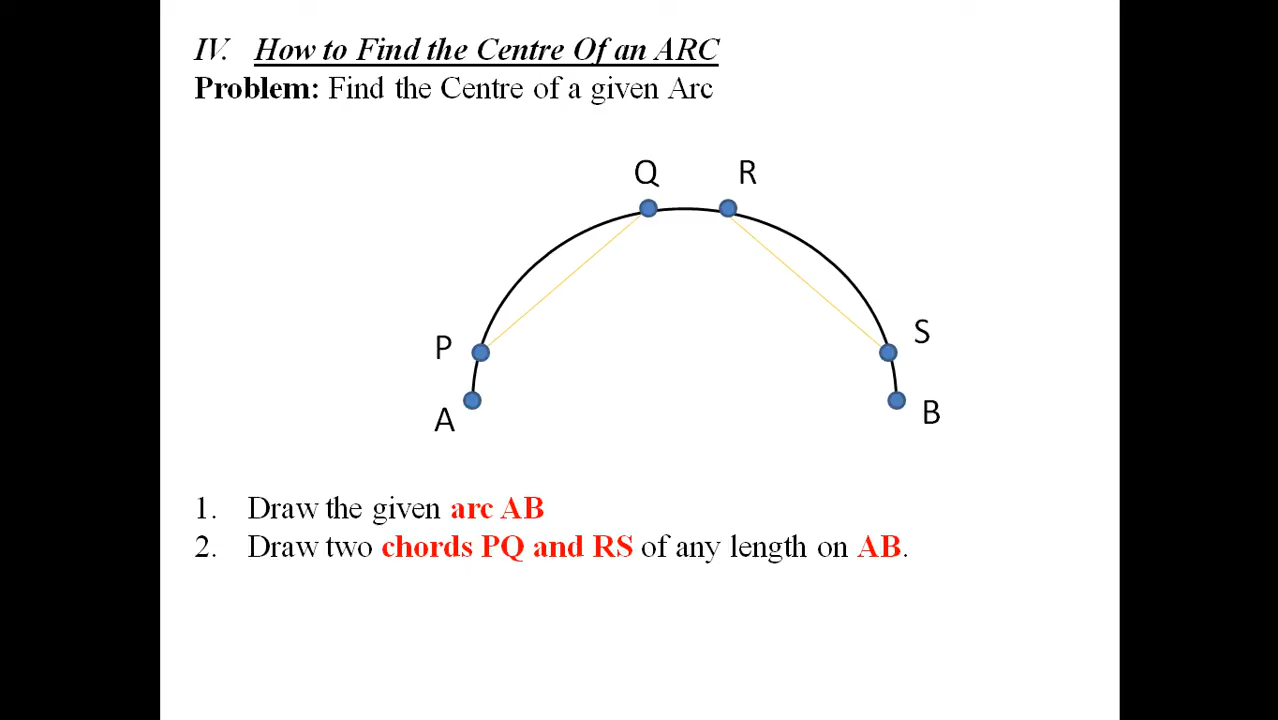 IV. How to Find the Centre Of an ARC
Problem: Find the Centre of a given Arc
Q R
P S
A B
1. Draw the given arc AB
2. Draw two chords PQ and RS of any length on AB.